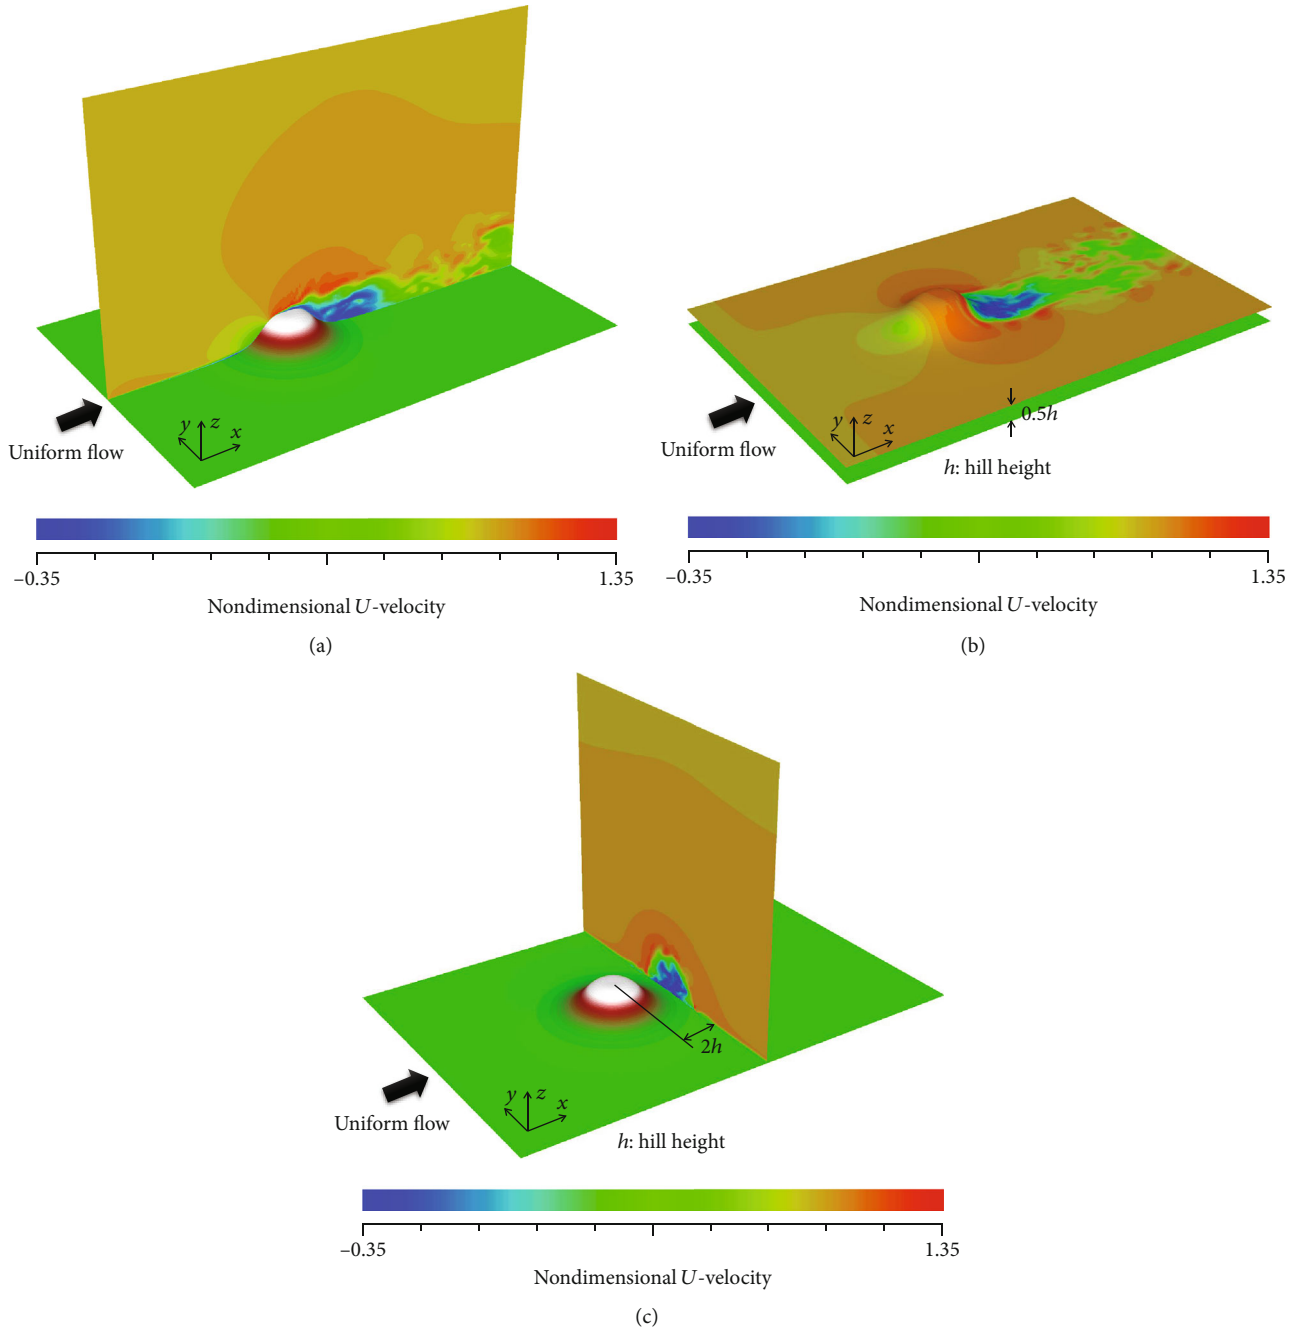 y z x
Uniform flow
–0.35 1.35
Nondimensional U-velocity
(a)
0.5h
y z x
Uniform flow
h: hill height
–0.35 1.35
Nondimensional U-velocity
(b)
2h
y z x
Uniform flow
h: hill height
–0.35 1.35
Nondimensional U-velocity
(c)